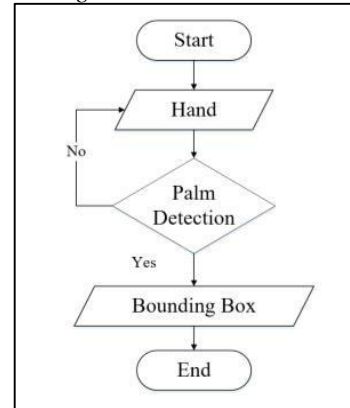 Start
Hand
No
Palm
Detection
Yes
Bounding Box
End